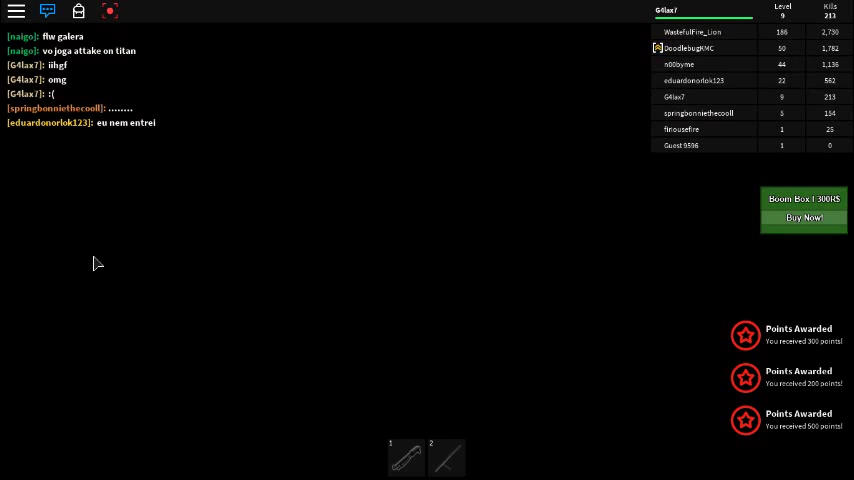 G4lax7
Level
9
Kills
213
[naigo]: flw galera
[naigo]: vo joga attake on titan
[G4lax7]: iihgf
[G4lax7]: omg
[G4lax7]: :(
[springbonniethecooll]: ........
[eduardonorlok123]: eu nem entrei
WastefulFire_Lion 186 2,730
DoodlebugKMC 50 1,782
n00byme 44 1,136
eduardonorlok123 22 562
G4lax7 9 213
springbonniethecooll 5 154
firiousefire 1 25
Guest 9596 1 0
Boom Box | 300R$
Buy Now!
Points Awarded
You received 300 points!
Points Awarded
You received 200 points!
Points Awarded
You received 500 points!
1 2